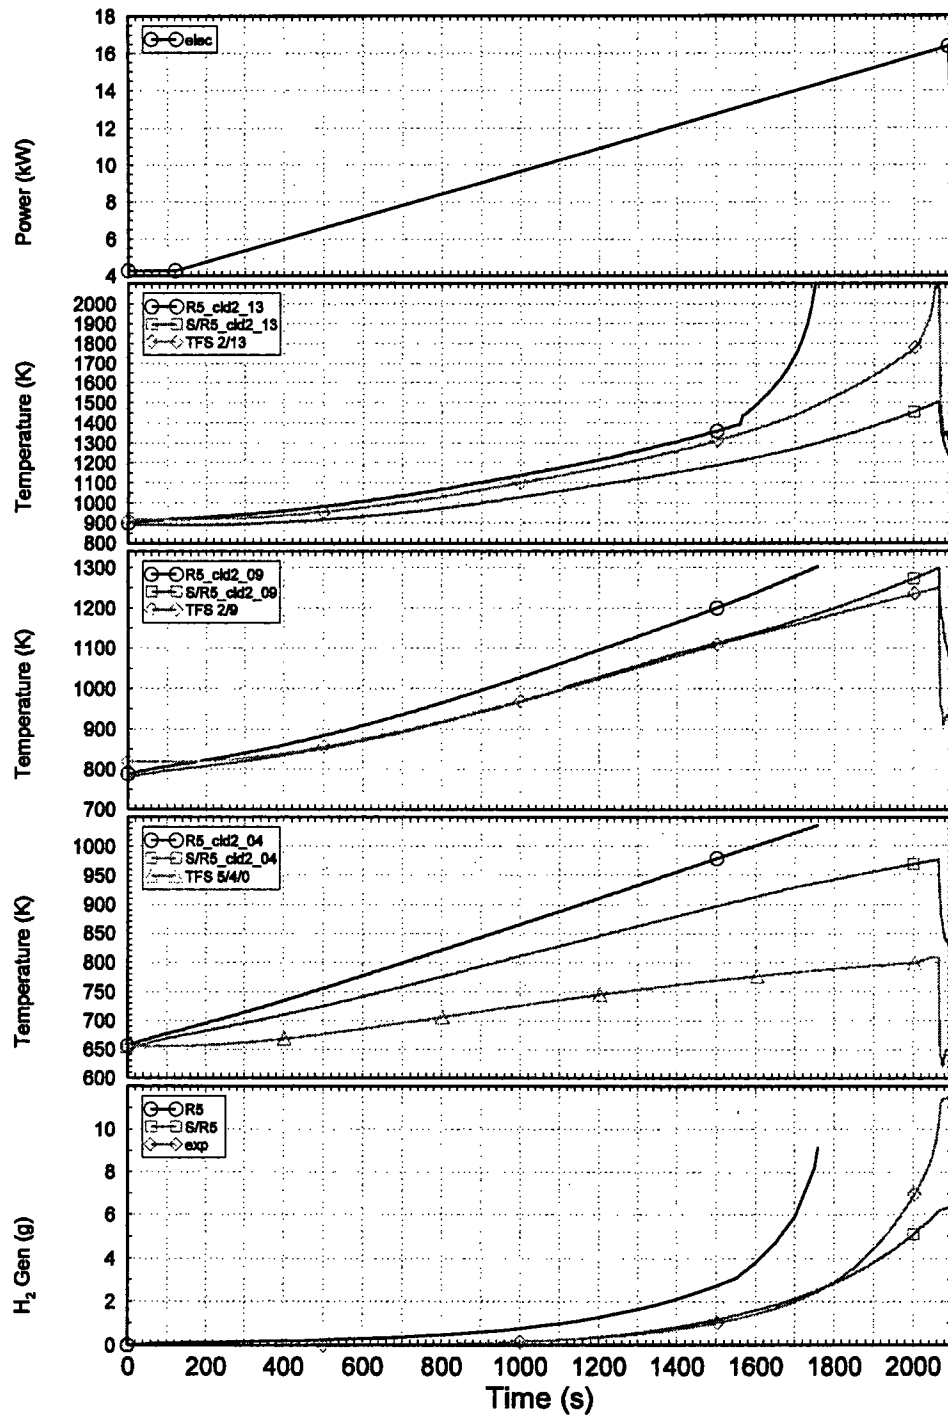 18
16
14
12
10
8
6
4
Power (kW)
elec
2000
1900
1800
1700
1600
1500
1400
1300
1200
1100
1000
900
800
Temperature (K)
R5_cld2_13
S/R5_cld2_13
TFS 2/13
1300
1200
1100
1000
900
800
700
Temperature (K)
R5_cld2_09
S/R5_cld2_09
TFS 2/9
1000
950
900
850
800
750
700
650
600
Temperature (K)
R5_cld2_04
S/R5_cld2_04
TFS 5/4/0
10
8
6
4
2
0
H₂ Gen (g)
R5
S/R5
exp
0 200 400 600 800 1000 1200 1400 1600 1800 2000
Time (s)